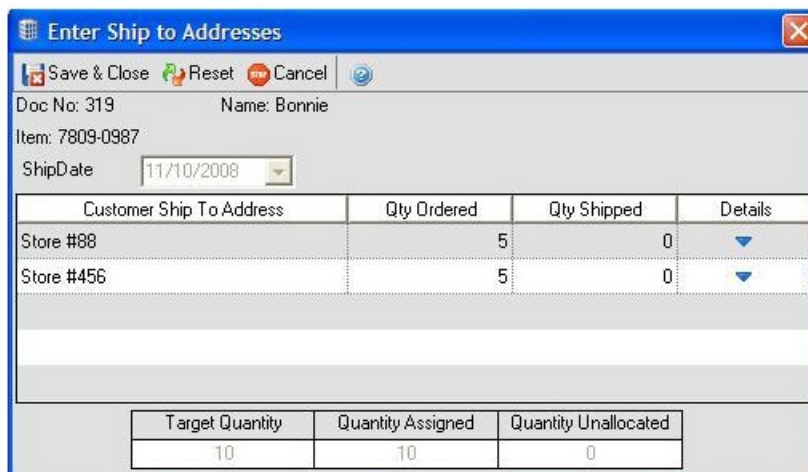 Enter Ship to Addresses
Save & Close Reset STOP Cancel ?
Doc No: 319 Name: Bonnie
Item: 7809-0987
ShipDate 11/10/2008
Customer Ship To Address Qty Ordered Qty Shipped Details
Store #88 5 0
Store #456 5 0
Target Quantity Quantity Assigned Quantity Unallocated
10 10 0